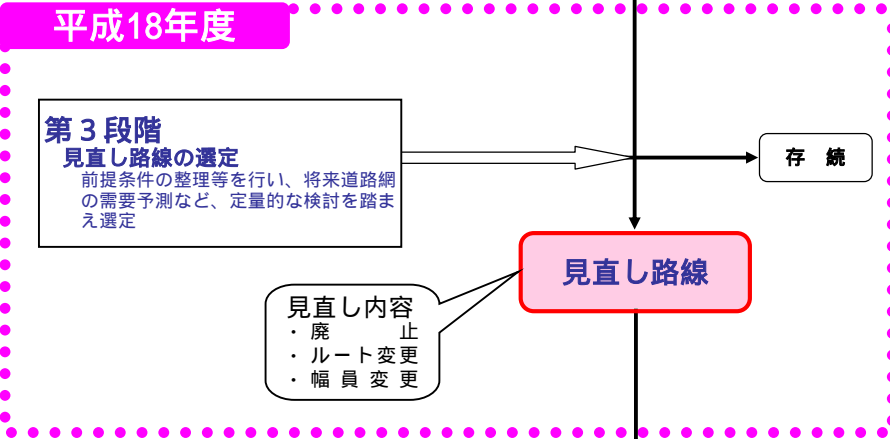 平成18年度
第３段階
見直し路線の選定
前提条件の整理等を行い、将来道路網
の需要予測など、定量的な検討を踏ま
え選定
存　続
見直し路線
見直し内容
・廃　　　止
・ルート変更
・幅 員 変 更